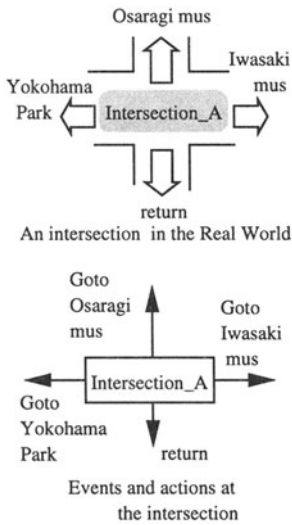 Osaragi mus
Iwasaki
mus
Yokohama
Park
Intersection_A
return
An intersection in the Real World
Goto
Osaragi
mus
Goto
Iwasaki
mus
Intersection_A
Goto
Yokohama
Park
return
Events and actions at
the intersection